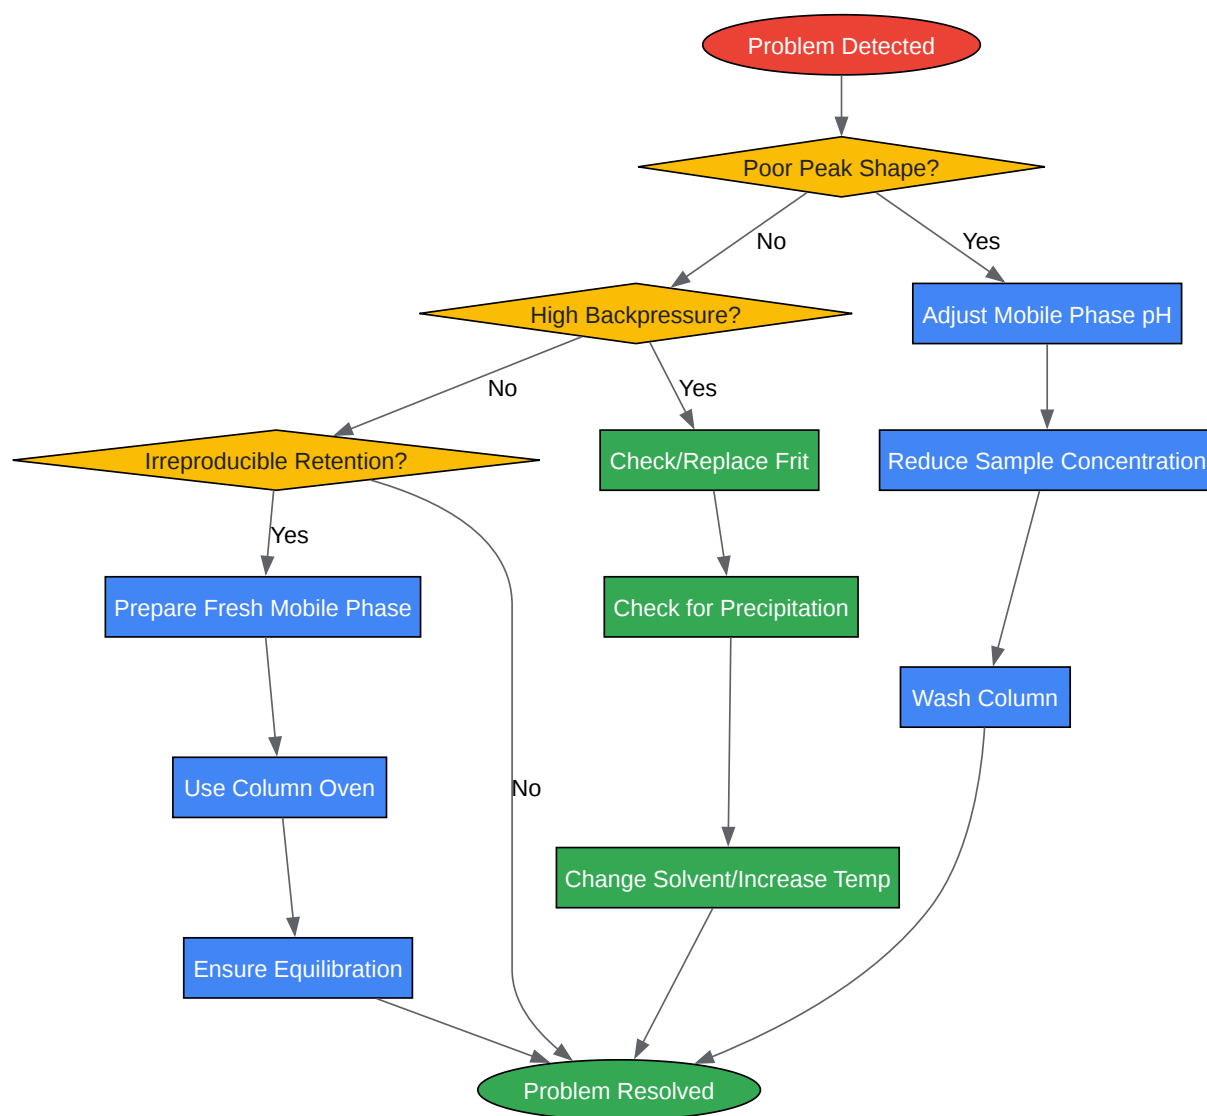 Problem Detected
Poor Peak Shape?
No
Yes
High Backpressure?
Adjust Mobile Phase pH
No
Yes
Irreproducible Retention?
Check/Replace Frit
Reduce Sample Concentration
Yes
Prepare Fresh Mobile Phase
Check for Precipitation
Wash Column
Use Column Oven
No
Change Solvent/Increase Temp
Ensure Equilibration
Problem Resolved